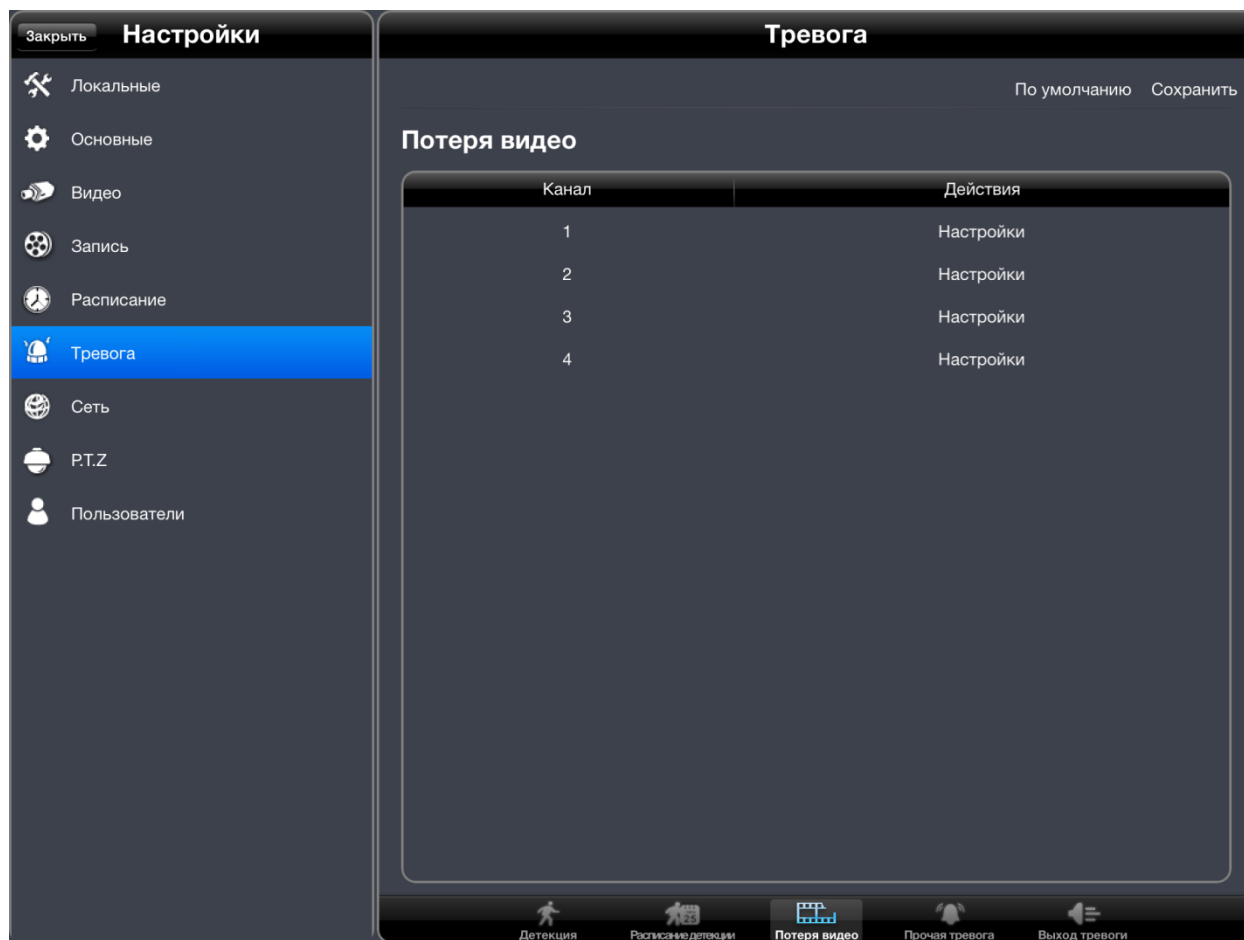 Закрыть Настройки
Локальные
Основные
Видео
Запись
Расписание
Тревога
Сеть
P.T.Z
Пользователи
Тревога
По умолчанию Сохранить
Потеря видео
Канал Действия
1 Настройки
2 Настройки
3 Настройки
4 Настройки
25
Детекция Расписание детекции Потеря видео Прочая тревога Выход тревоги